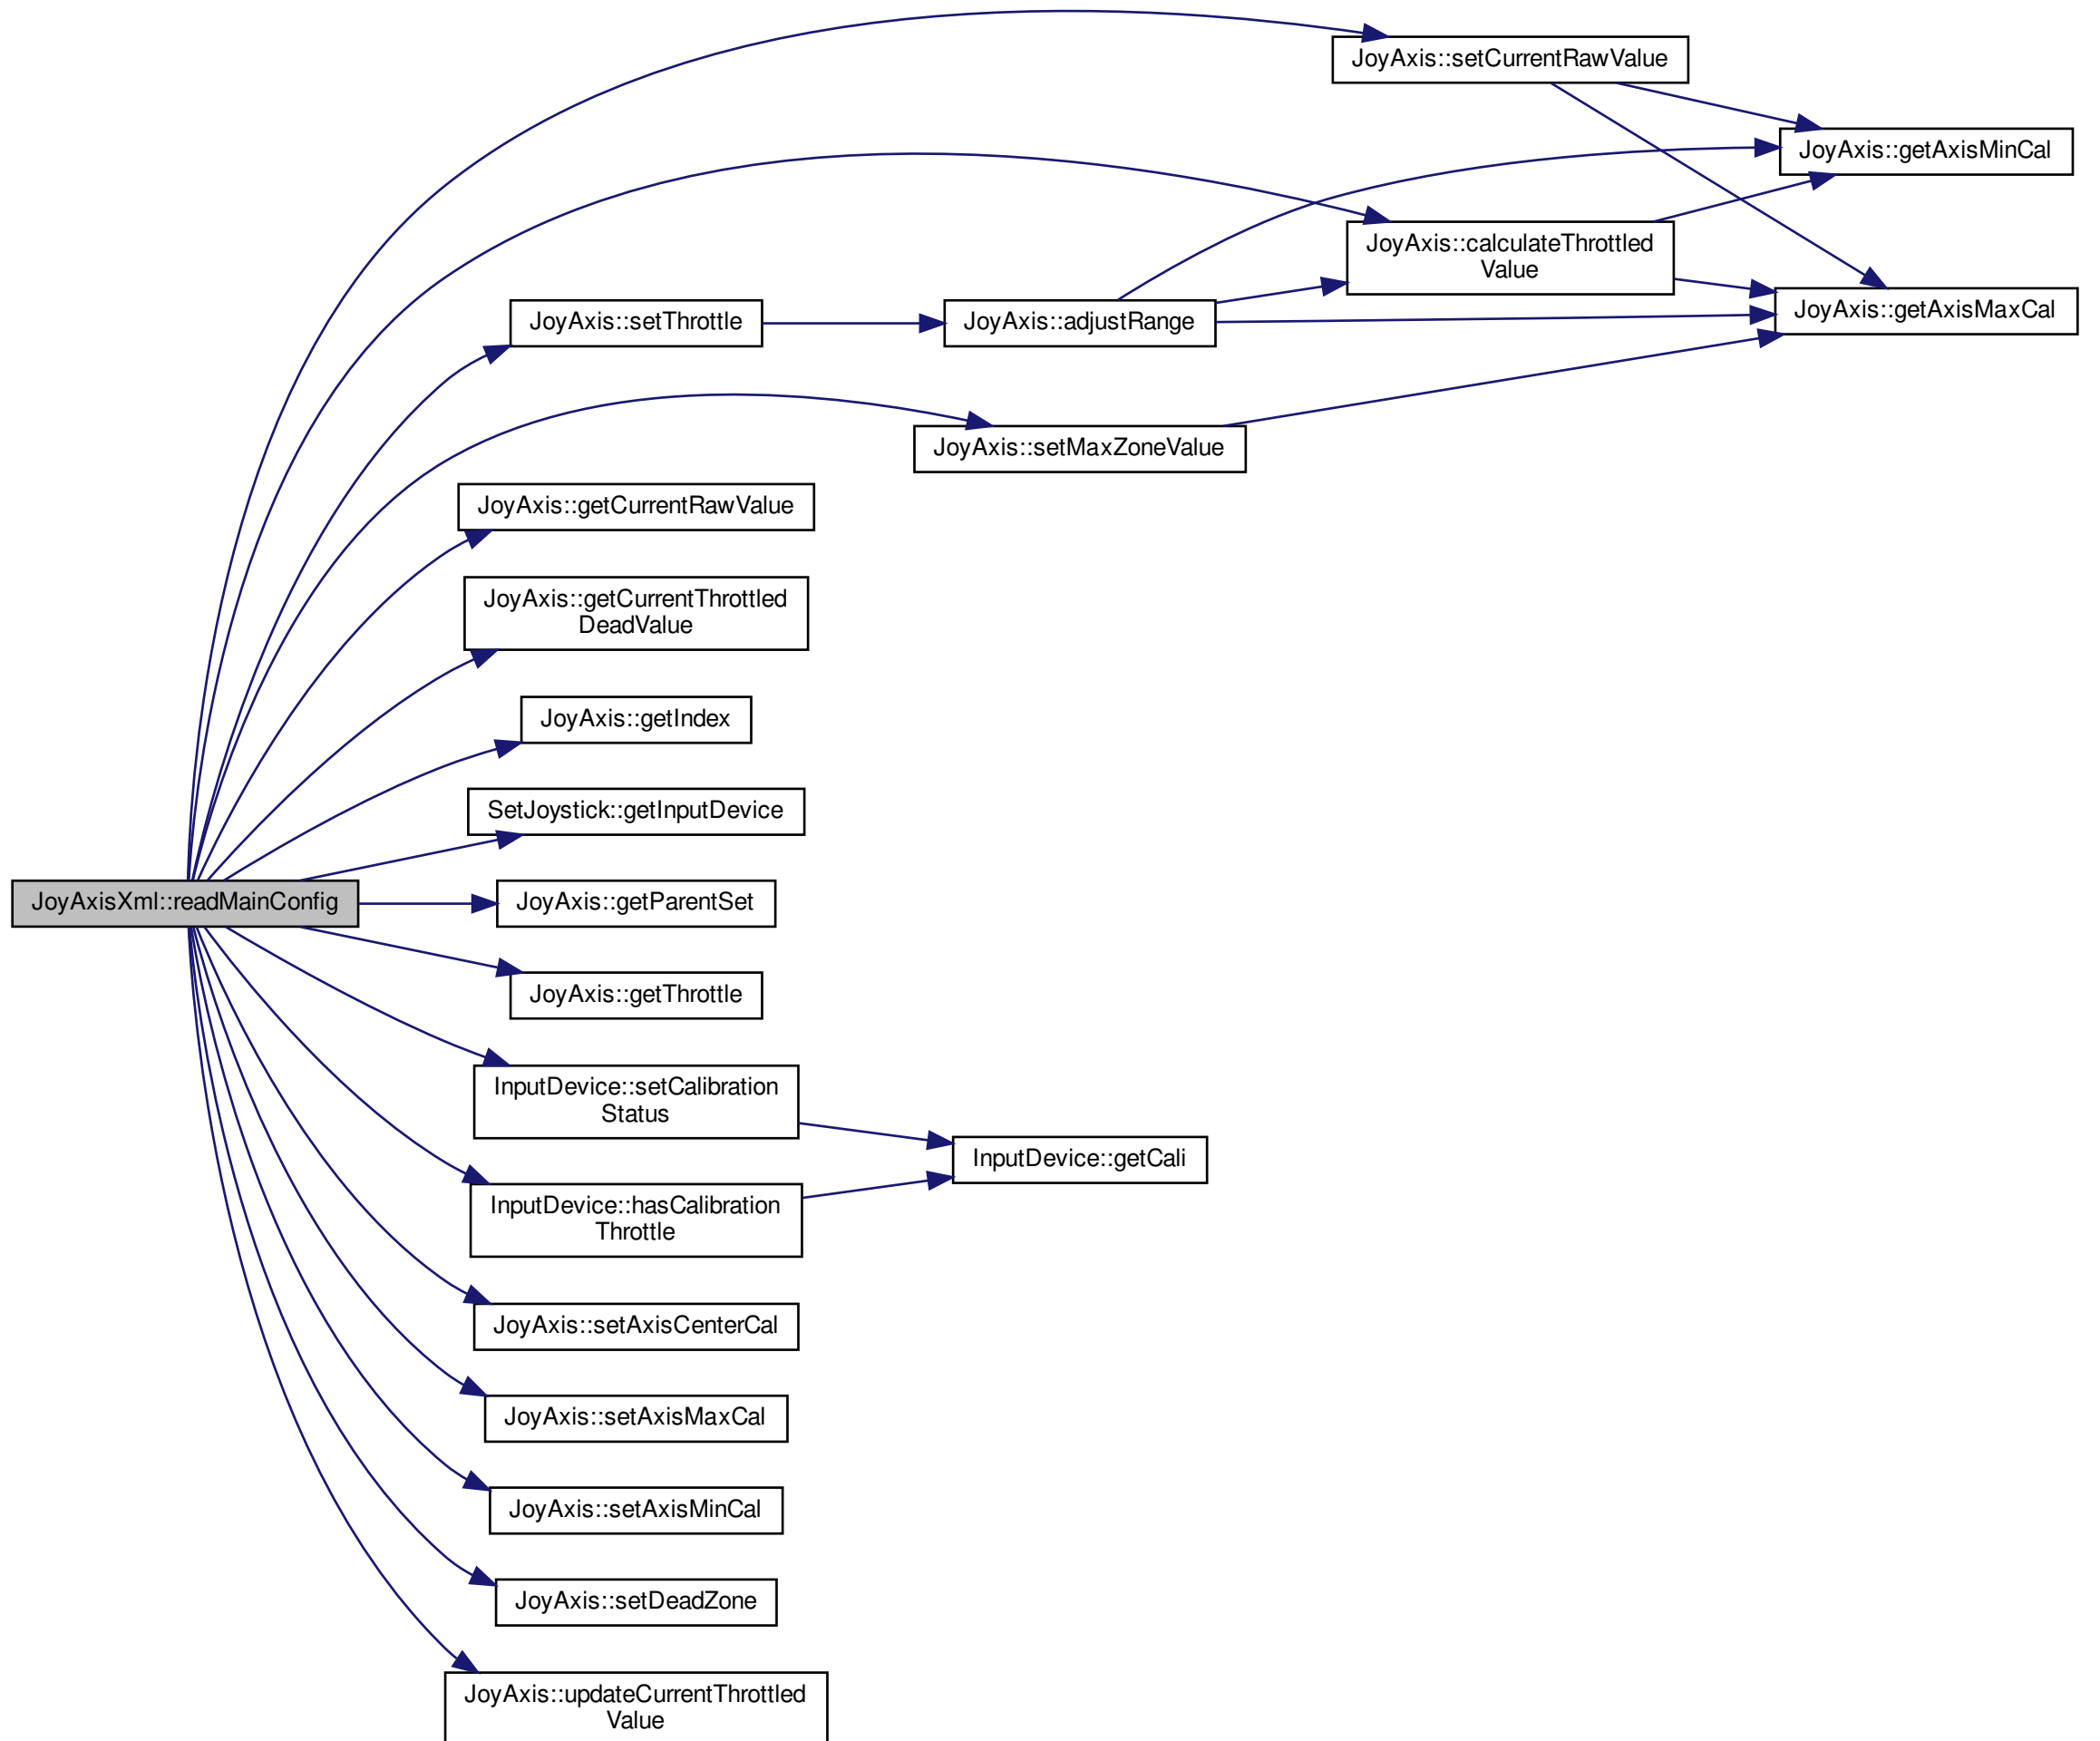 JoyAxis::setCurrentRawValue
JoyAxis::getAxisMinCal
JoyAxis::calculateThrottled
Value
JoyAxis::getAxisMaxCal
JoyAxis::setThrottle
JoyAxis::adjustRange
JoyAxis::setMaxZoneValue
JoyAxis::getCurrentRawValue
JoyAxis::getCurrentThrottled
DeadValue
JoyAxis::getIndex
SetJoystick::getInputDevice
JoyAxisXml::readMainConfig
JoyAxis::getParentSet
JoyAxis::getThrottle
InputDevice::setCalibration
Status
InputDevice::getCali
InputDevice::hasCalibration
Throttle
JoyAxis::setAxisCenterCal
JoyAxis::setAxisMaxCal
JoyAxis::setAxisMinCal
JoyAxis::setDeadZone
JoyAxis::updateCurrentThrottled
Value